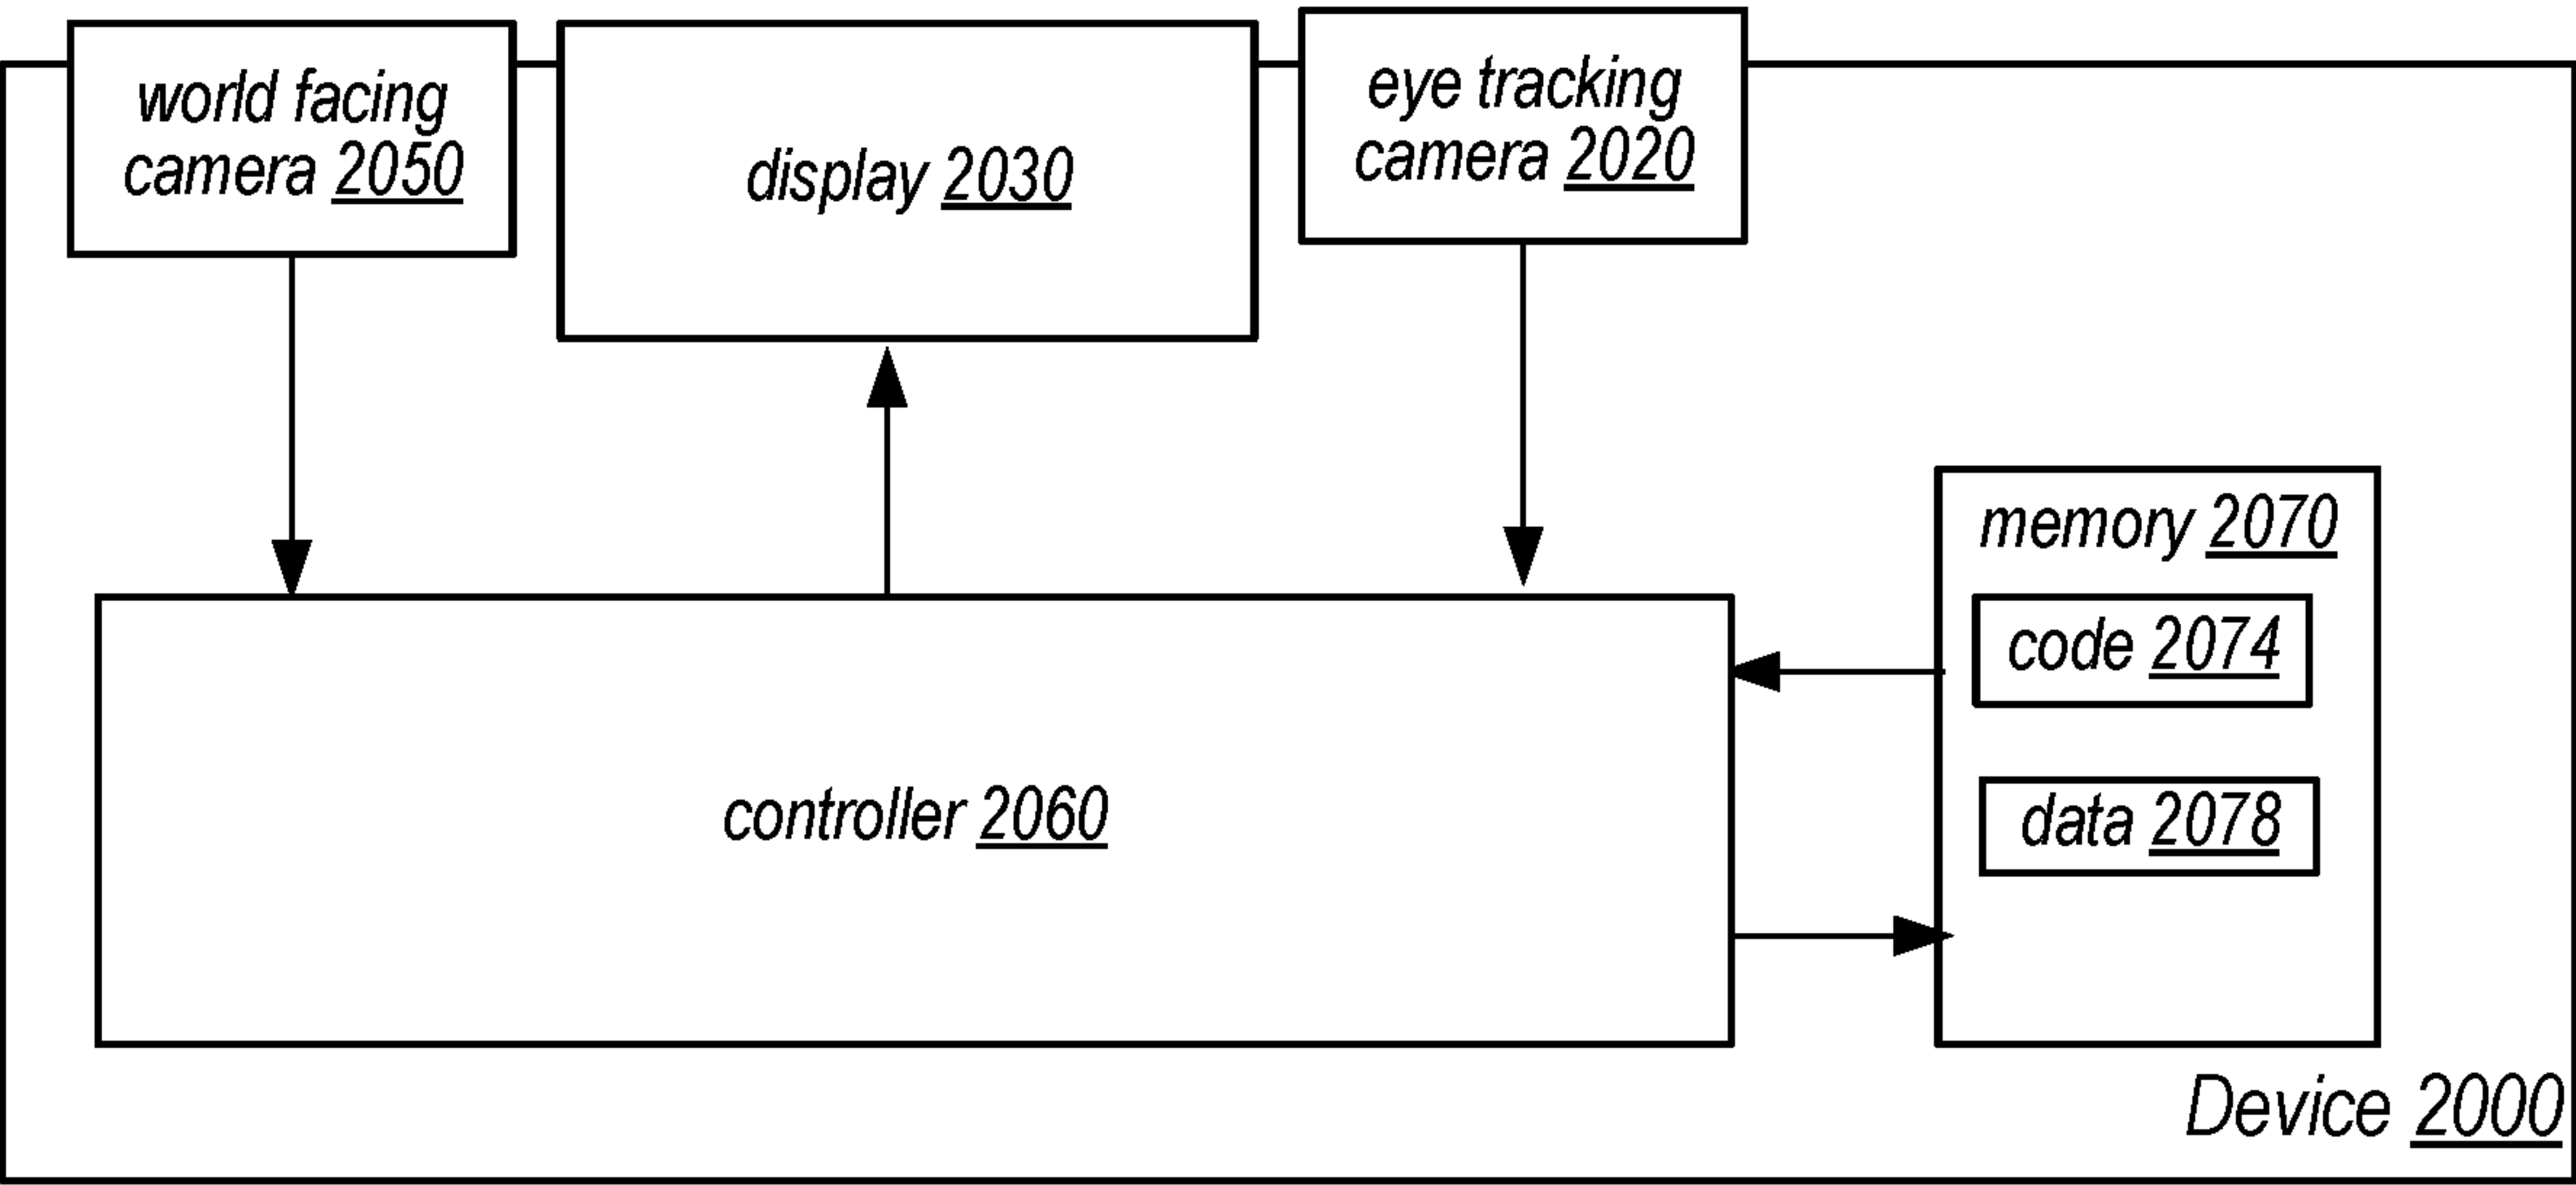 world facing
camera 2050
display 2030
eye tracking
camera 2020
memory 2070
code 2074
data 2078
controller 2060
Device 2000